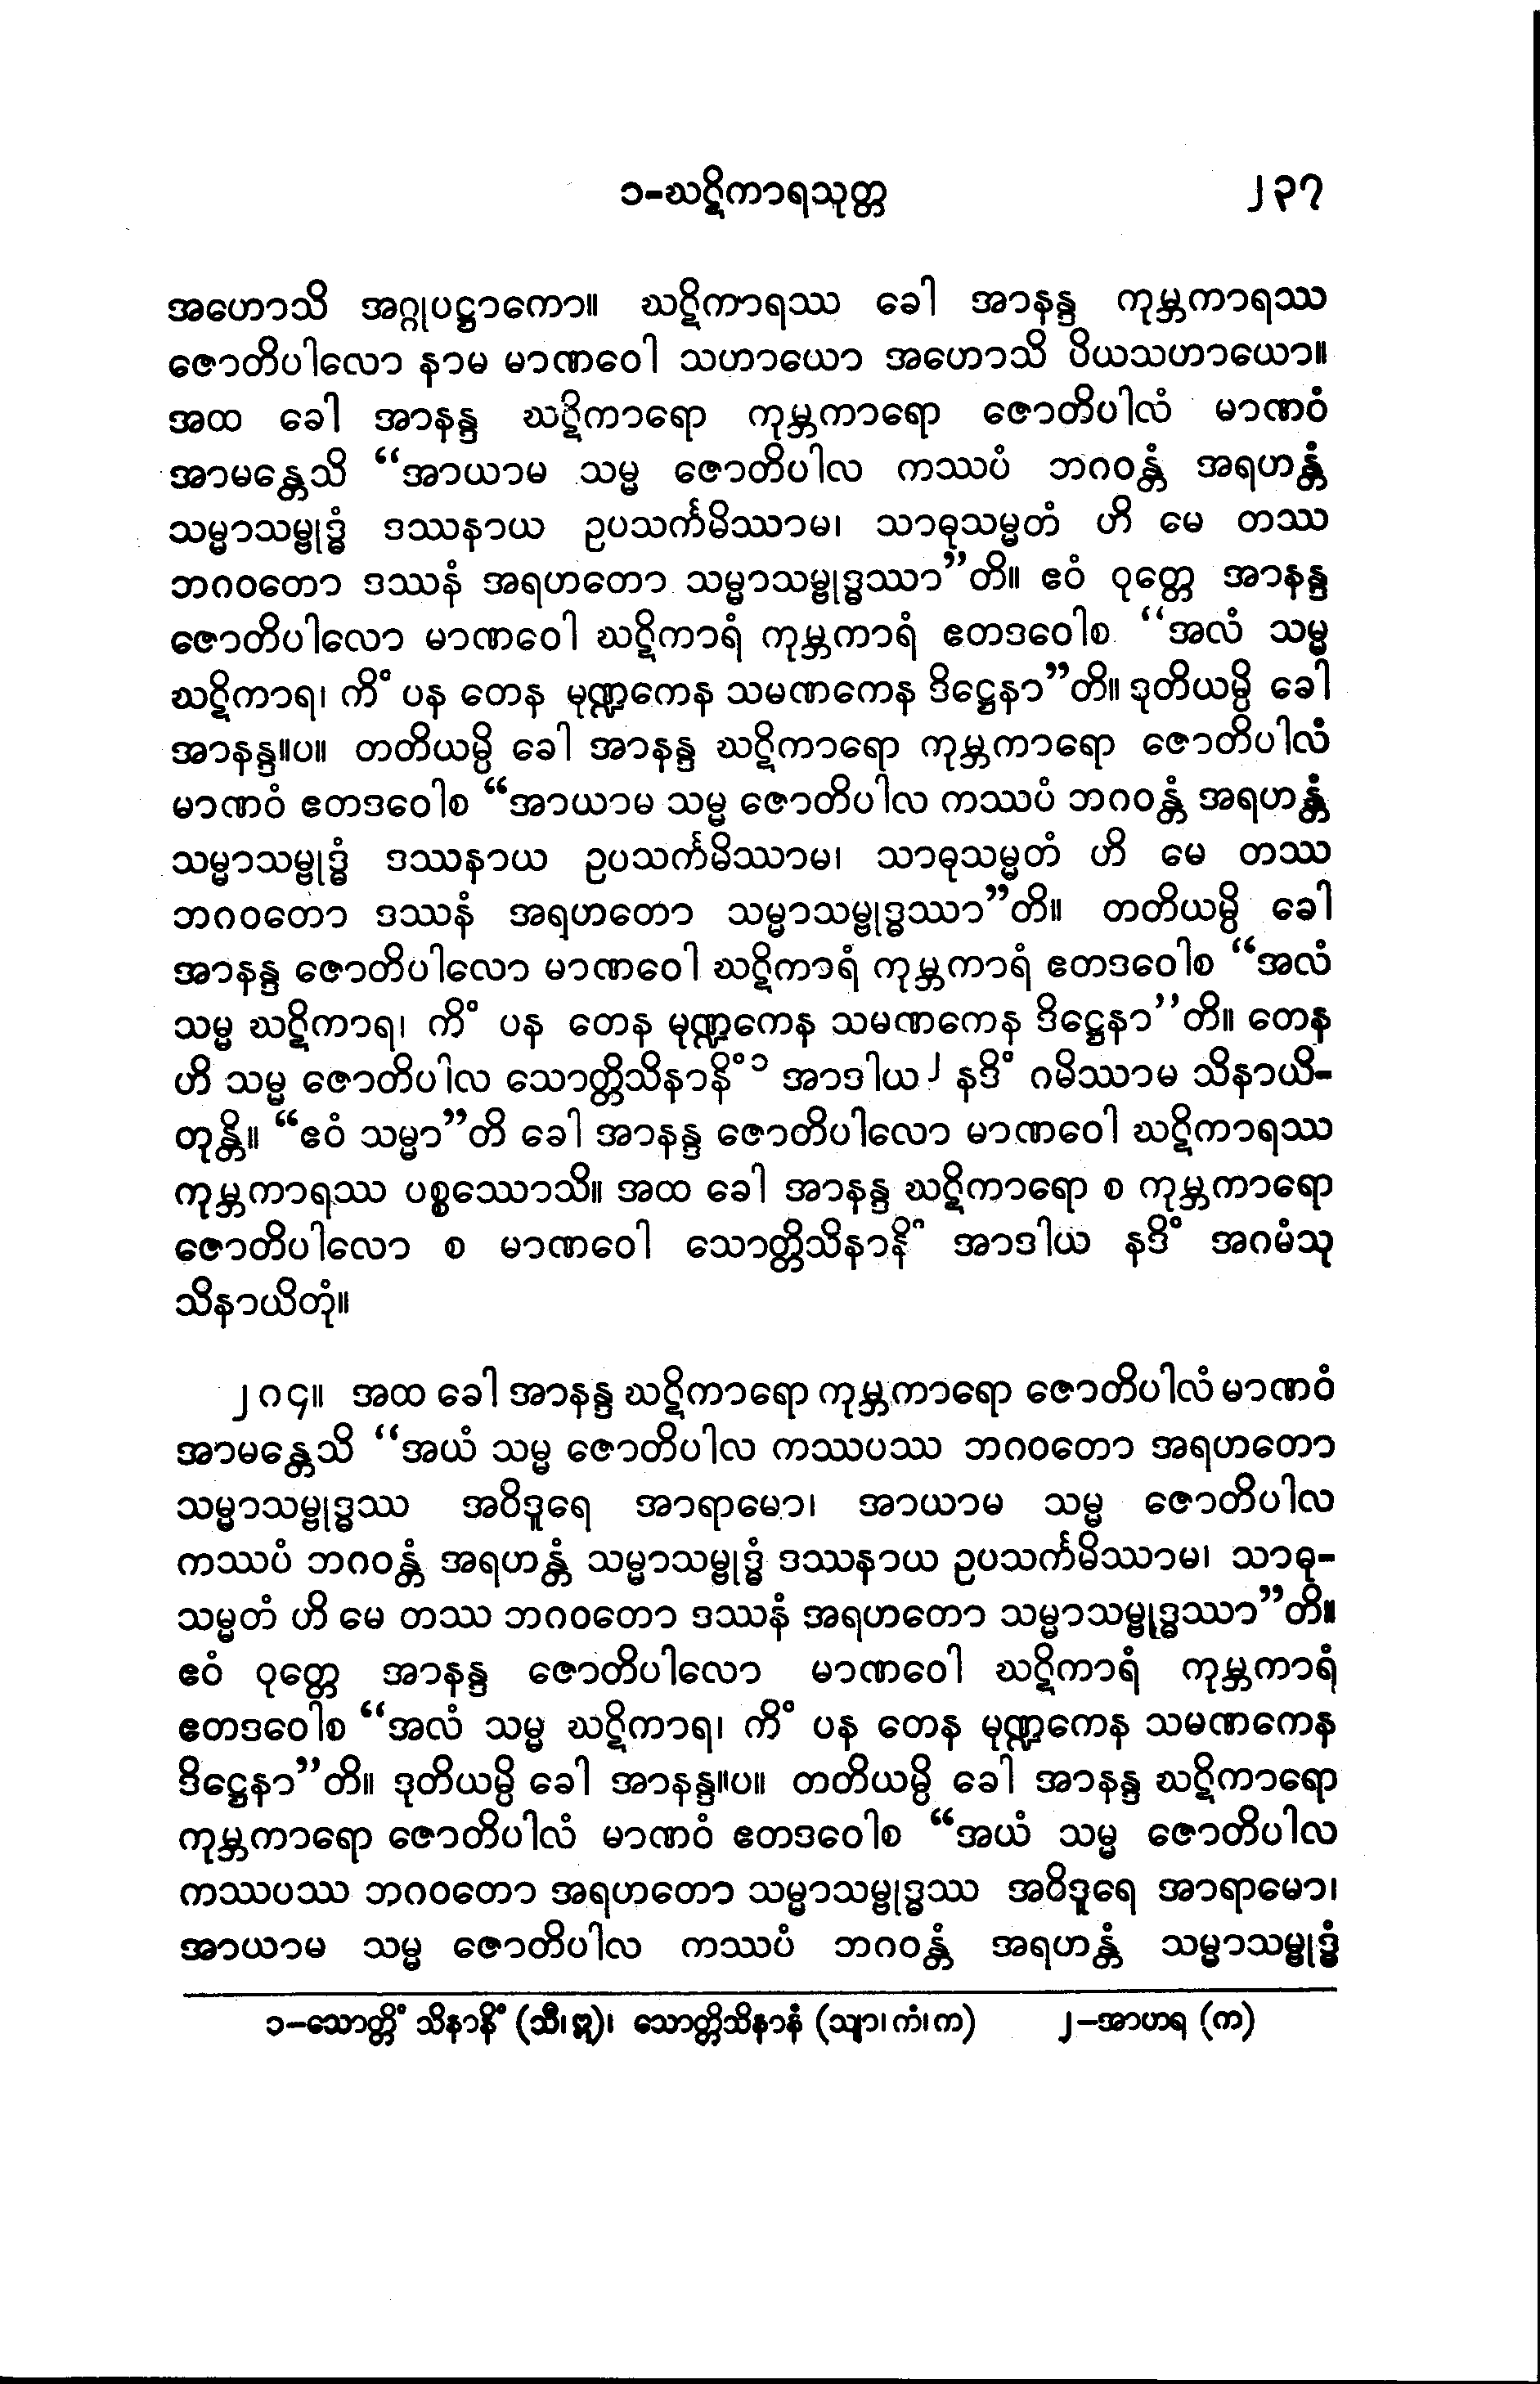 ၁-ဃဋိကာရသုတ္တ ၂၃၇
အဟောသိ အဂ္ဂုပဋ္ဌာကော။ ဃဋိကာရဿ ခေါ အာနန္ဒ ကုမ္ဘကာရဿ
ဇောတိပါလော နာမ မာဏဝေါ သဟာယော အဟောသိ ပိယသဟာယော။
အထ ခေါ အာနန္ဒ ဃဋိကာရော ကုမ္ဘကာရော ဇောတိပါလံ မာဏဝံ
အာမန္တေသိ “အာယာမ သမ္မ ဇောတိပါလ ကဿပံ ဘဂဝန္တံ အရဟန္တံ
သမ္မာသမ္ဗုဒ္ဓံ ဒဿနာယ ဥပသင်္ကမိဿာမ၊ သာဓုသမ္မတံ ဟိ မေ တဿ
ဘဂဝတော ဒဿနံ အရဟတော သမ္မာသမ္ဗုဒ္ဓဿာ”တိ။ ဧဝံ ဝုတ္တေ အာနန္ဒ
ဇောတိပါလော မာဏဝေါ ဃဋိကာရံ ကုမ္ဘကာရံ ဧတဒဝေါစ “အလံ သမ္မ
ဃဋိကာရ၊ ကိံ ပန တေန မုဏ္ဍကေန သမဏကေန ဒိဋ္ဌေနာ”တိ။ ဒုတိယမ္ပိ ခေါ
အာနန္ဒ။ပ။ တတိယမ္ပိ ခေါ အာနန္ဒ ဃဋိကာရော ကုမ္ဘကာရော ဇောတိပါလံ
မာဏဝံ ဧတဒဝေါစ “အာယာမ သမ္မ ဇောတိပါလ ကဿပံ ဘဂဝန္တံ အရဟန္တံ
သမ္မာသမ္ဗုဒ္ဓံ ဒဿနာယ ဥပသင်္ကမိဿာမ၊ သာဓုသမ္မတံ ဟိ မေ တဿ
ဘဂဝတော ဒဿနံ အရဟတော သမ္မာသမ္ဗုဒ္ဓဿာ”တိ။ တတိယမ္ပိ ခေါ
အာနန္ဒ ဇောတိပါလော မာဏဝေါ ဃဋိကာရံ ကုမ္ဘကာရံ ဧတဒဝေါစ “အလံ
သမ္မ ဃဋိကာရ၊ ကိံ ပန တေန မုဏ္ဍကေန သမဏကေန ဒိဋ္ဌေနာ”တိ။ တေန
ဟိ သမ္မ ဇောတိပါလ သောတ္တိသိနာနိံ၁ အာဒါယ၂ နဒိံ ဂမိဿာမ သိနာယိ-
တုန္တိ။ “ဧဝံ သမ္မာ”တိ ခေါ အာနန္ဒ ဇောတိပါလော မာဏဝေါ ဃဋိကာရဿ
ကုမ္ဘကာရဿ ပစ္စဿောသိ။ အထ ခေါ အာနန္ဒ ဃဋိကာရော စ ကုမ္ဘကာရော
ဇောတိပါလော စ မာဏဝေါ သောတ္တိသိနာနိံ အာဒါယ နဒိံ အဂမံသု
သိနာယိတုံ။
၂၈၄။ အထ ခေါ အာနန္ဒ ဃဋိကာရော ကုမ္ဘကာရော ဇောတိပါလံ မာဏဝံ
အာမန္တေသိ “အယံ သမ္မ ဇောတိပါလ ကဿပဿ ဘဂဝတော အရဟတော
သမ္မာသမ္ဗုဒ္ဓဿ အဝိဒူရေ အာရာမော၊ အာယာမ သမ္မ ဇောတိပါလ
ကဿပံ ဘဂဝန္တံ အရဟန္တံ သမ္မာသမ္ဗုဒ္ဓံ ဒဿနာယ ဥပသင်္ကမိဿာမ၊ သာဓု-
သမ္မတံ ဟိ မေ တဿ ဘဂဝတော ဒဿနံ အရဟတော သမ္မာသမ္ဗုဒ္ဓဿာ”တိ။
ဧဝံ ဝုတ္တေ အာနန္ဒ ဇောတိပါလော မာဏဝေါ ဃဋိကာရံ ကုမ္ဘကာရံ
ဧတဒဝေါစ “အလံ သမ္မ ဃဋိကာရ၊ ကိံ ပန တေန မုဏ္ဍကေန သမဏကေန
ဒိဋ္ဌေနာ”တိ။ ဒုတိယမ္ပိ ခေါ အာနန္ဒ။ပ။ တတိယမ္ပိ ခေါ အာနန္ဒ ဃဋိကာရော
ကုမ္ဘကာရော ဇောတိပါလံ မာဏဝံ ဧတဒဝေါစ “အယံ သမ္မ ဇောတိပါလ
ကဿပဿ ဘဂဝတော အရဟတော သမ္မာသမ္ဗုဒ္ဓဿ အဝိဒူရေ အာရာမော၊
အာယာမ သမ္မ ဇောတိပါလ ကဿပံ ဘဂဝန္တံ အရဟန္တံ သမ္မာသမ္ဗုဒ္ဓံ
၁-သောတ္တိံ သိနာနိံ (သီ၊ဣ)၊ သောတ္တိသိနာနံ (သျာ၊ကံ၊က) ၂-အာဟရ (က)